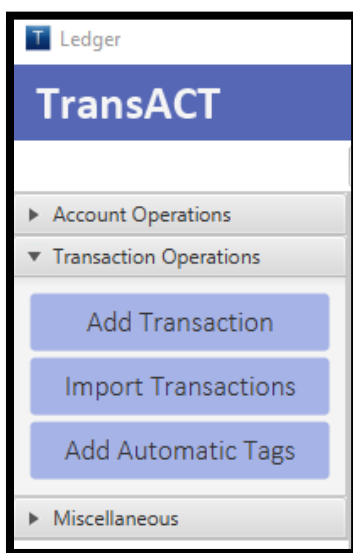 T Ledger
TransACT
Account Operations
Transaction Operations
Add Transaction
Import Transactions
Add Automatic Tags
Miscellaneous